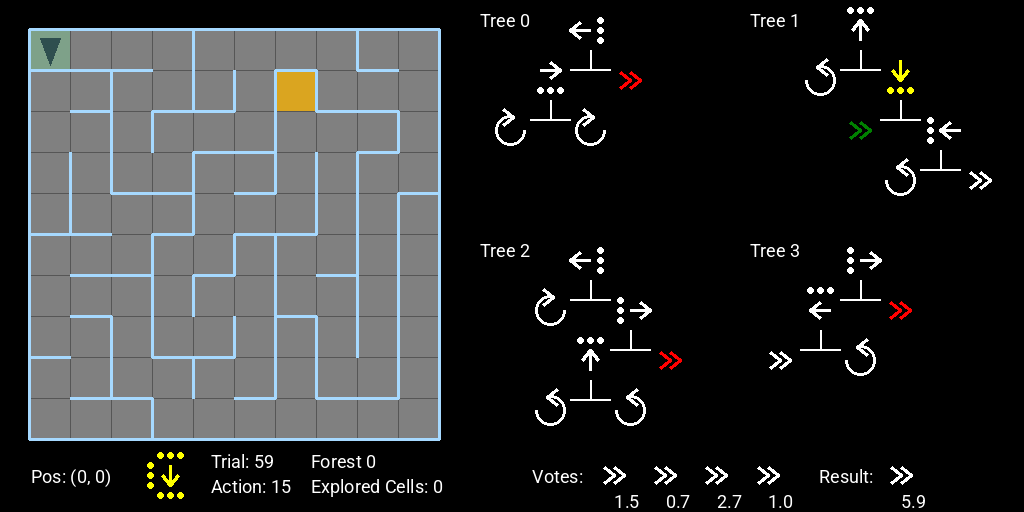 Tree 0
Tree 1
Tree 2
Tree 3
Pos: (0, 0)
Trial: 59
Forest 0
Action: 15
Explored Cells: 0
Votes:
1.5
0.7
2.7
1.0
Result:
5.9